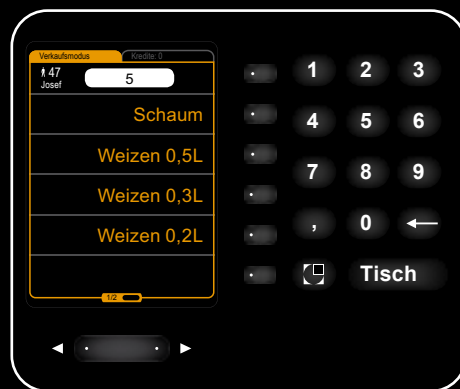 Verkaufsmodus Kredite: 0
47 5
Josef
Schaum
Weizen 0,5L
Weizen 0,3L
Weizen 0,2L
1/2
1 2 3
4 5 6
7 8 9
, 0
Tisch